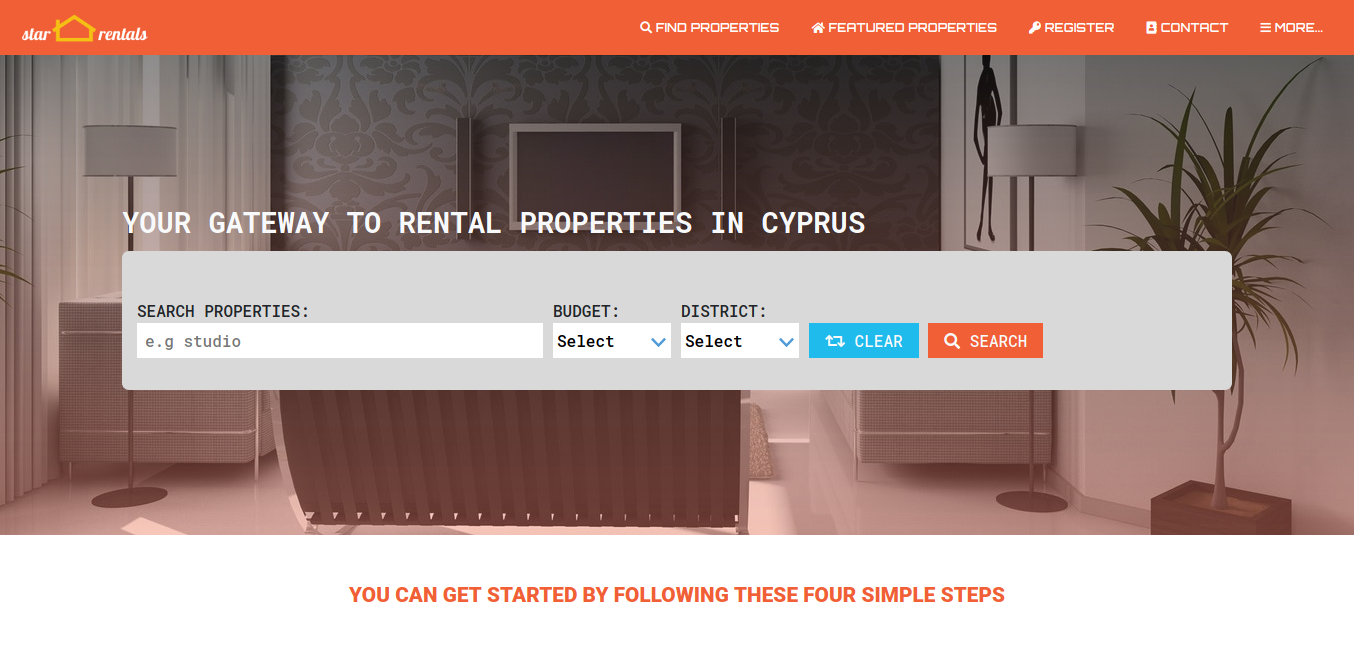 star rentals
FIND PROPERTIES FEATURED PROPERTIES REGISTER CONTACT MORE...
YOUR GATEWAY TO RENTAL PROPERTIES IN CYPRUS
SEARCH PROPERTIES: BUDGET: DISTRICT:
e.g studio Select Select CLEAR SEARCH
YOU CAN GET STARTED BY FOLLOWING THESE FOUR SIMPLE STEPS